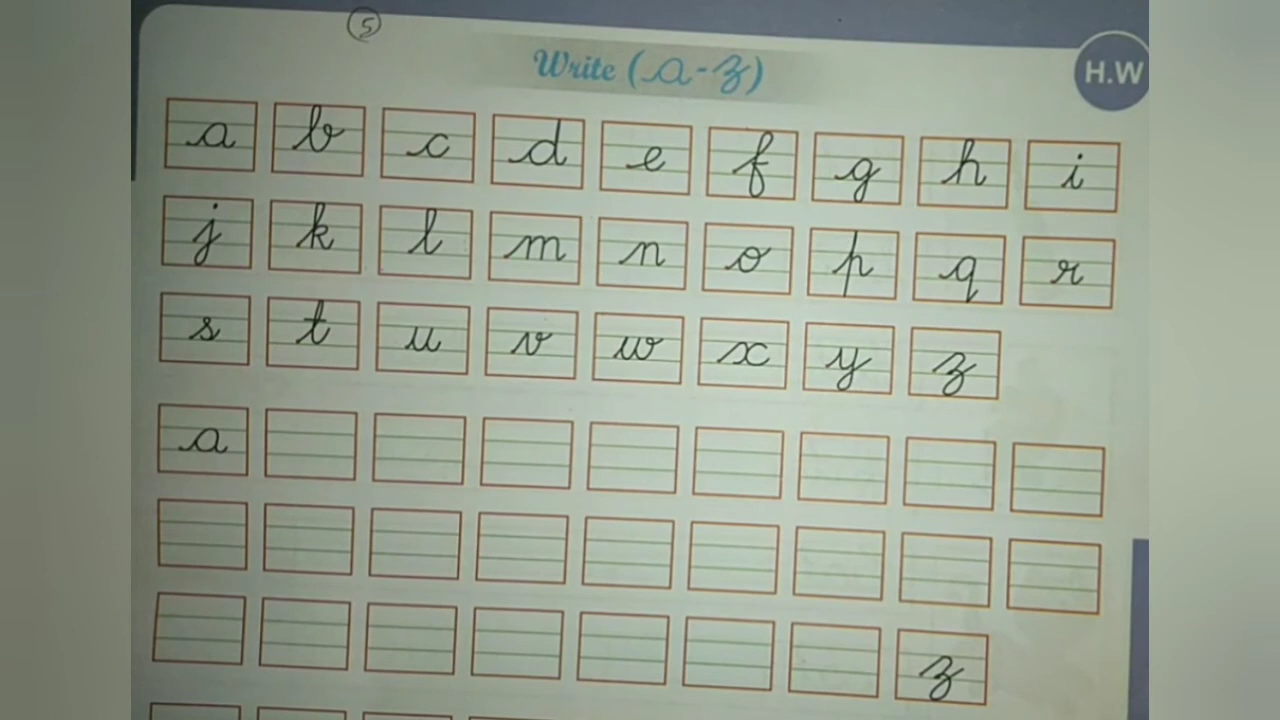 5
Write (a-z)
H.W
a b c d e f g h i
j k l m n o p q r
s t u v w x y z
a
z